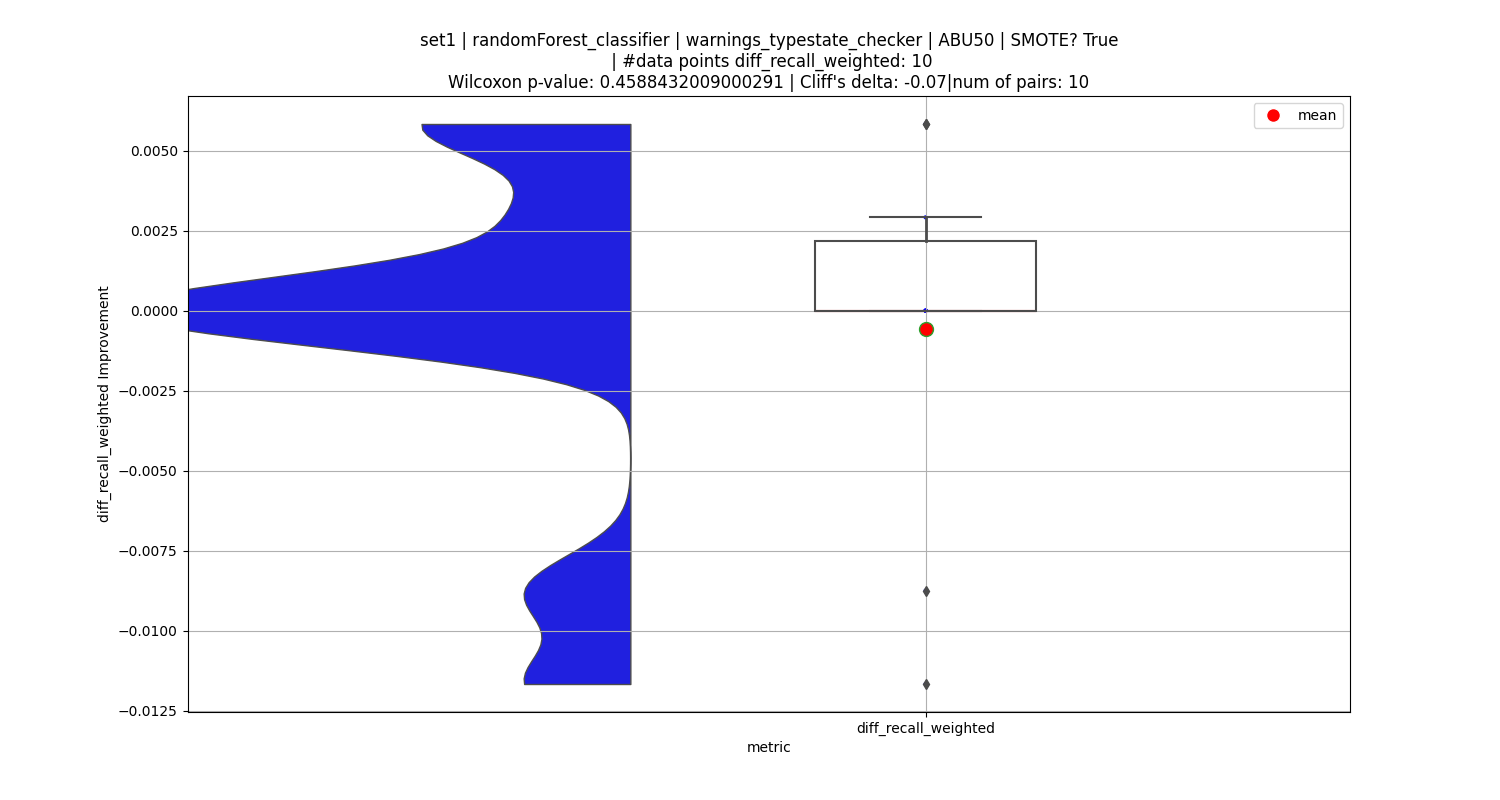 set1 | randomForest_classifier | warnings_typestate_checker | ABU50 | SMOTE? True
| #data points diff_recall_weighted: 10
Wilcoxon p-value: 0.4588432009000291 | Cliff's delta: -0.07|num of pairs: 10
mean
0.0050
0.0025
0.0000
−0.0025
−0.0050
−0.0075
−0.0100
−0.0125
diff_recall_weighted Improvement
diff_recall_weighted
metric